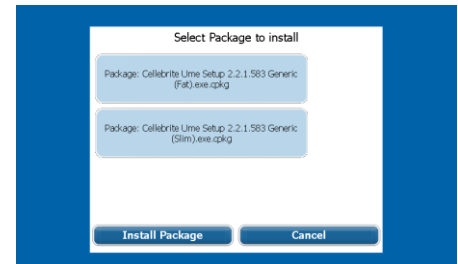 Select Package to install
Package: Cellebrite Ume Setup 2.2.1.583 Generic
(Fat).exe.cpkg
Package: Cellebrite Ume Setup 2.2.1.583 Generic
(Slim).exe.cpkg
Install Package
Cancel